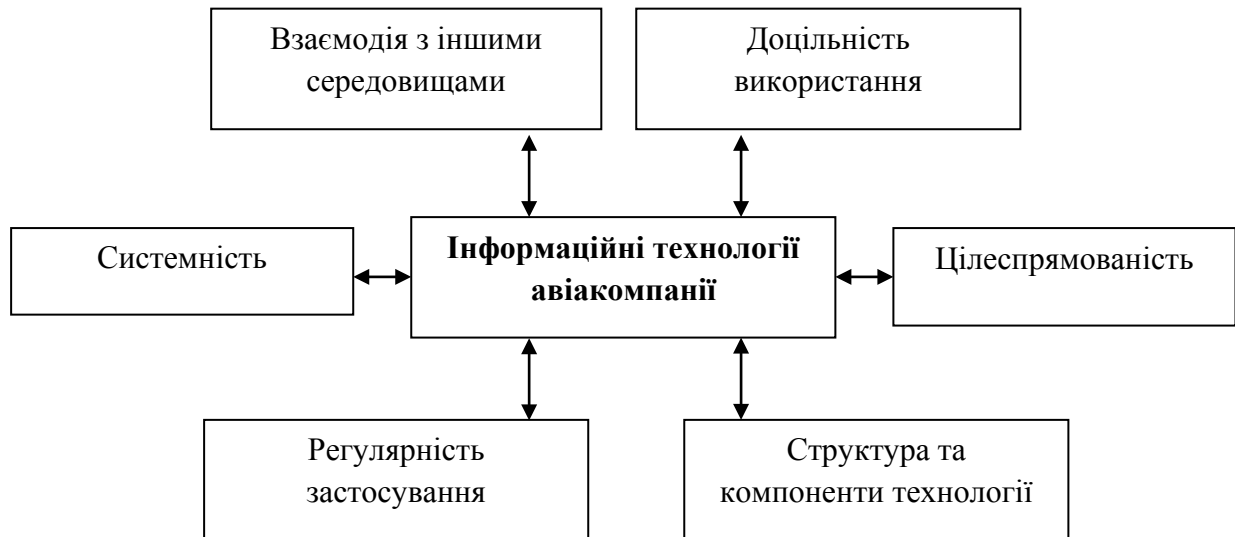 Взаємодія з іншими
середовищами
Доцільність
використання
Системність
Інформаційні технології
авіакомпанії
Цілеспрямованість
Регулярність
застосування
Структура та
компоненти технології